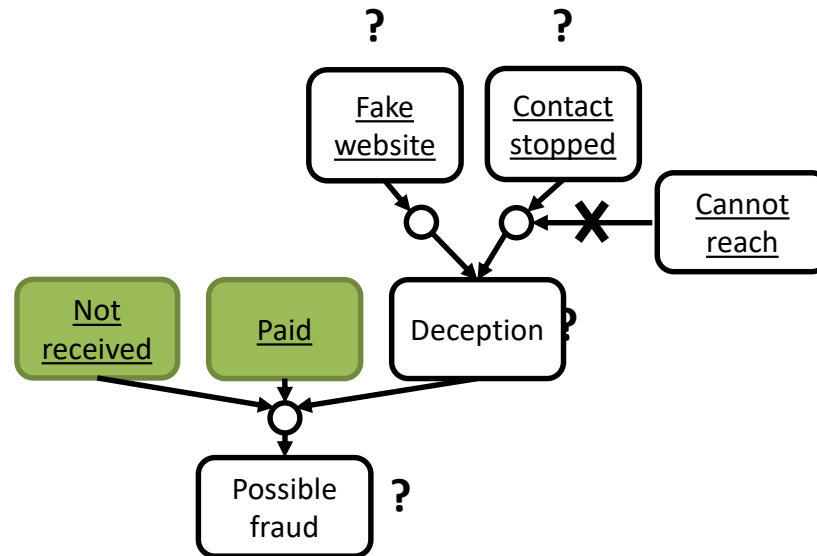 ? ?
Fake
website
Contact
stopped
Cannot
reach
Not
received
Paid
Deception ?
Possible
fraud
?